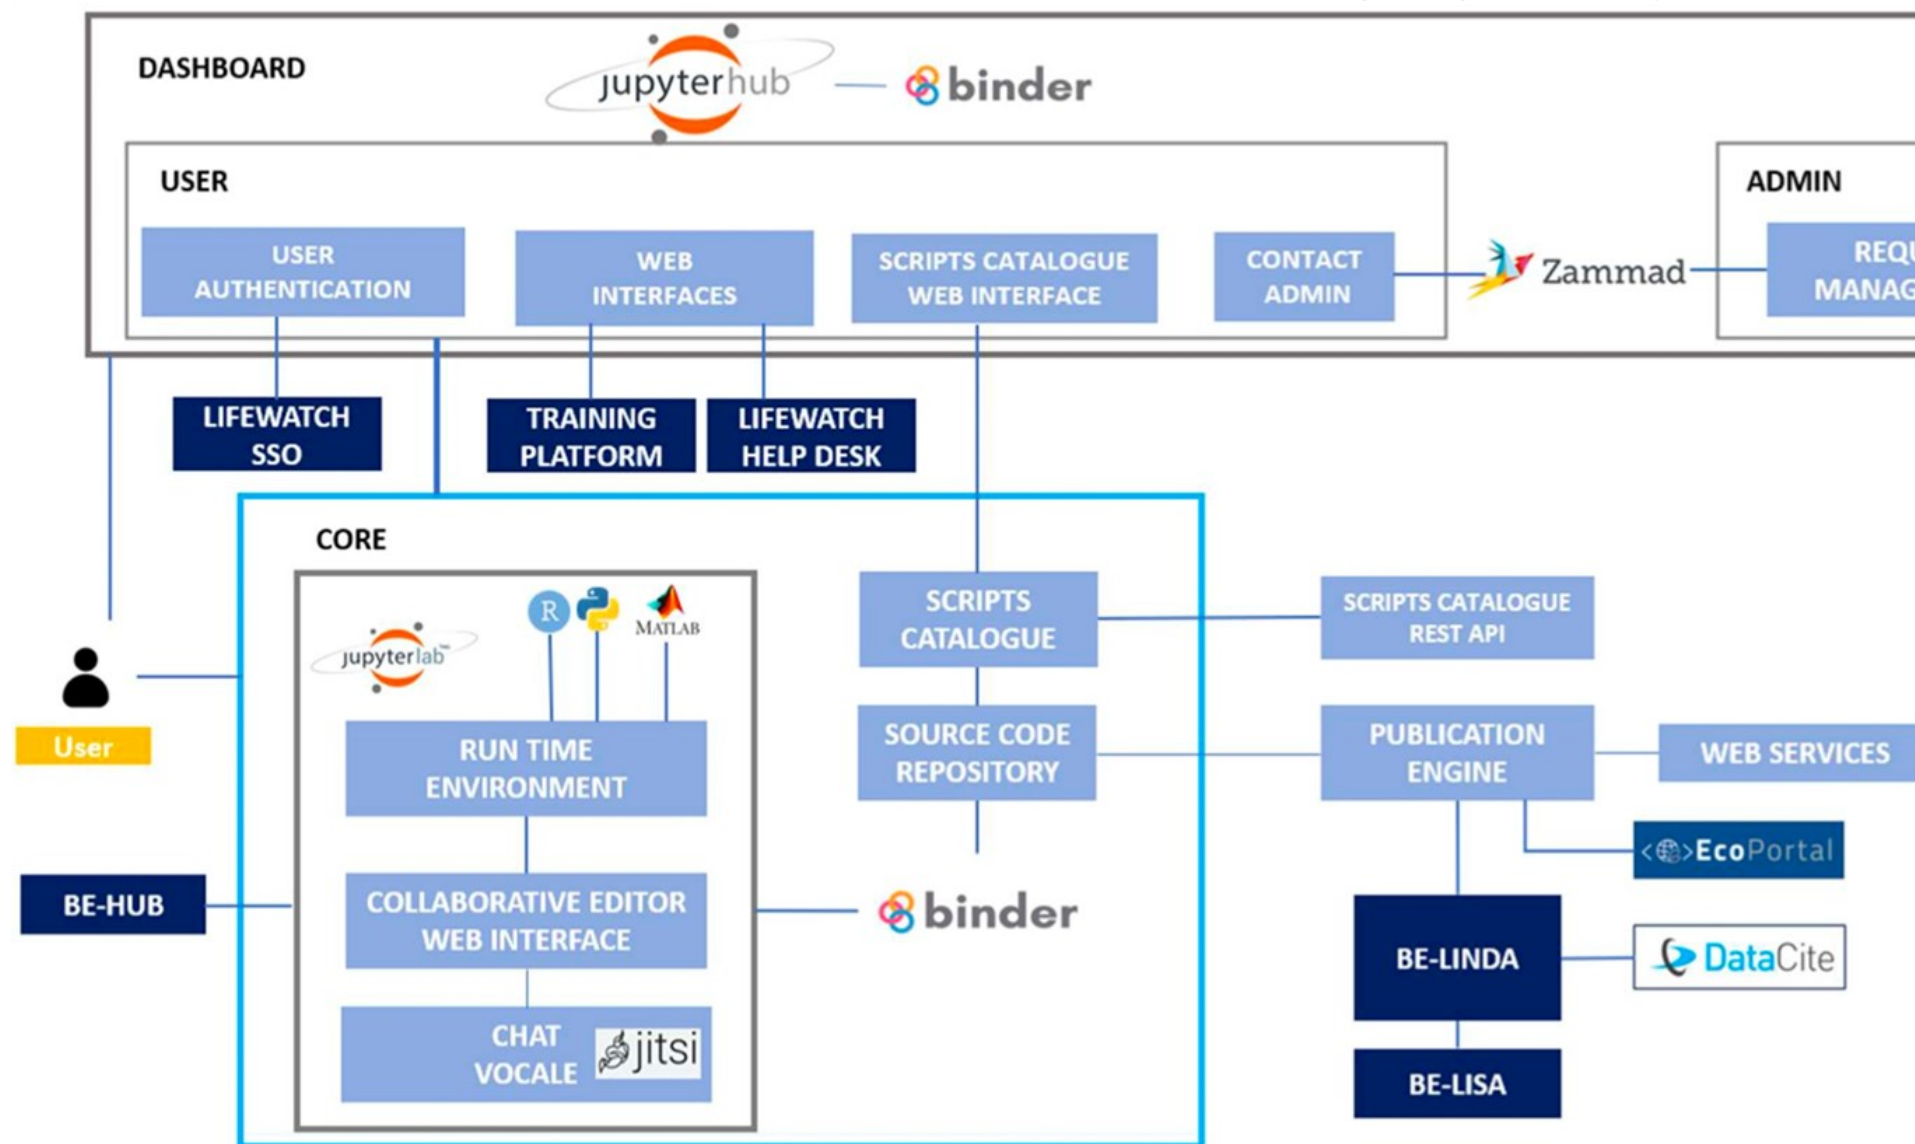 DASHBOARD
jupyterhub
binder
USER
ADMIN
USER
AUTHENTICATION
WEB
INTERFACES
SCRIPTS CATALOGUE
WEB INTERFACE
CONTACT
ADMIN
Zammad
REQU
MANAG
LIFEWATCH
SSO
TRAINING
PLATFORM
LIFEWATCH
HELP DESK
CORE
jupyterlab
R
MATLAB
SCRIPTS
CATALOGUE
SCRIPTS CATALOGUE
REST API
User
RUN TIME
ENVIRONMENT
SOURCE CODE
REPOSITORY
PUBLICATION
ENGINE
WEB SERVICES
<>EcoPortal
BE-HUB
COLLABORATIVE EDITOR
WEB INTERFACE
binder
BE-LINDA
DataCite
CHAT
VOCALE
jitsi
BE-LISA